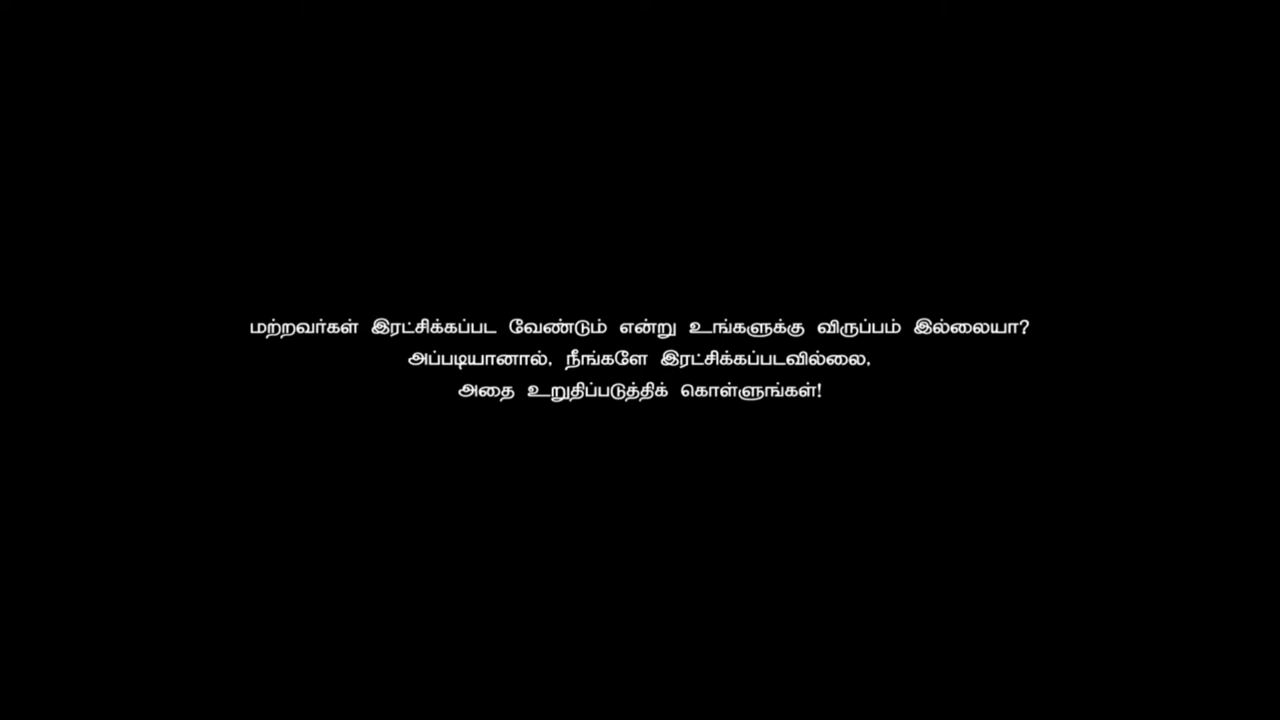 மற்றவர்கள் இரட்சிக்கப்பட வேண்டும் என்று உங்களுக்கு விருப்பம் இல்லையா?
அப்படியானால், நீங்களே இரட்சிக்கப்படவில்லை,
அதை உறுதிப்படுத்திக் கொள்ளுங்கள்!